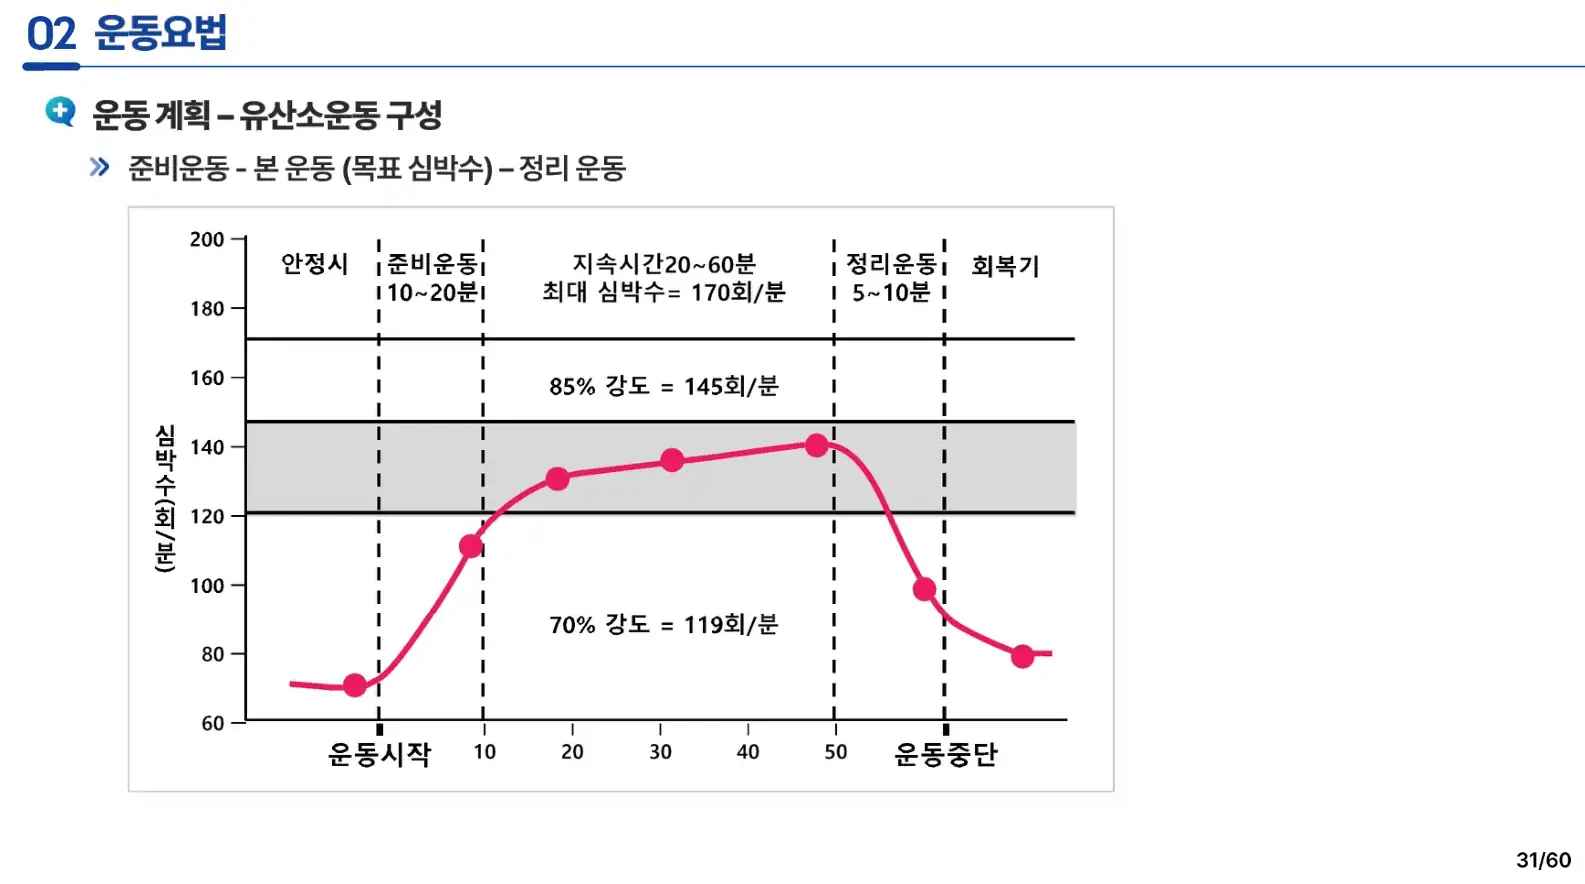 02 운동요법
운동 계획 – 유산소운동 구성
준비운동 - 본 운동 (목표 심박수) – 정리 운동
안정시
준비운동
10~20분
지속시간20~60분
최대 심박수= 170회/분
정리운동
5~10분
회복기
85% 강도 = 145회/분
70% 강도 = 119회/분
심박수(회/분)
200
180
160
140
120
100
80
60
운동시작
10
20
30
40
50
운동중단
31/60